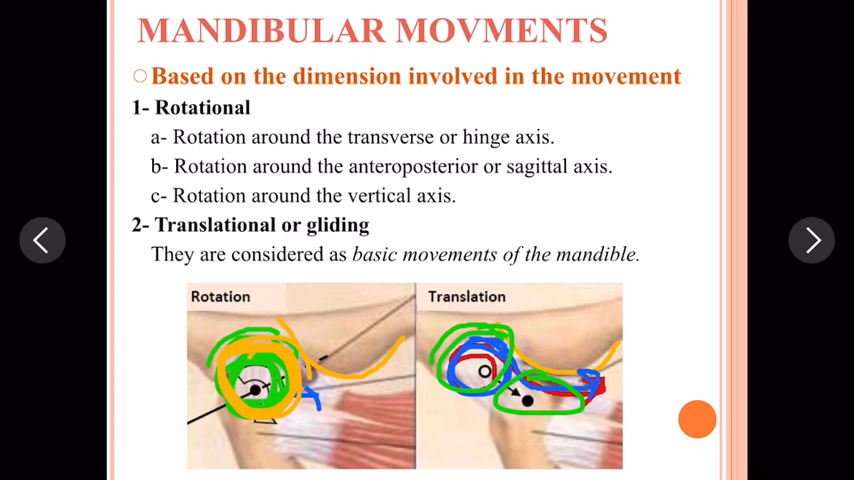 MANDIBULAR MOVMENTS
Based on the dimension involved in the movement
1- Rotational
a- Rotation around the transverse or hinge axis.
b- Rotation around the anteroposterior or sagittal axis.
c- Rotation around the vertical axis.
2- Translational or gliding
They are considered as basic movements of the mandible.
Rotation
Translation